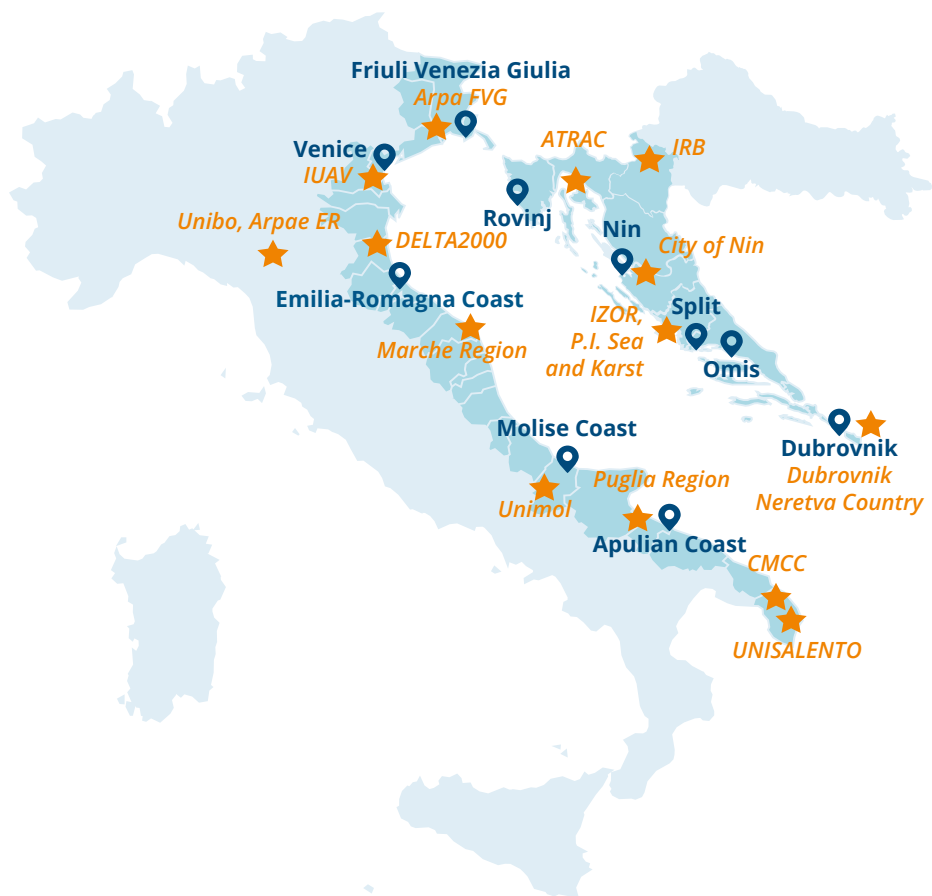 Friuli Venezia Giulia
Arpa FVG
ATRAC
IRB
Venice
IUAV
Rovinj
Unibo, Arpae ER
DELTA2000
Nin
City of Nin
Emilia-Romagna Coast
Marche Region
IZOR,
P.I. Sea
and Karst
Split
Omis
Molise Coast
Unimol
Puglia Region
Apulian Coast
Dubrovnik
Dubrovnik
Neretva Country
CMCC
UNISALENTO